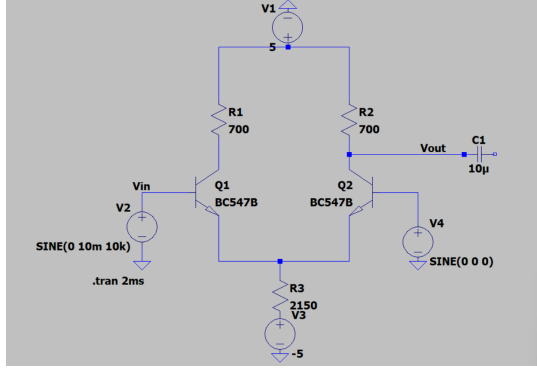 V1
5
R1
700
R2
700
Vout
C1
10µ
Vin
Q1
BC547B
Q2
BC547B
V2
SINE(0 10m 10k)
V4
SINE(0 0 0)
.tran 2ms
R3
2150
V3
-5